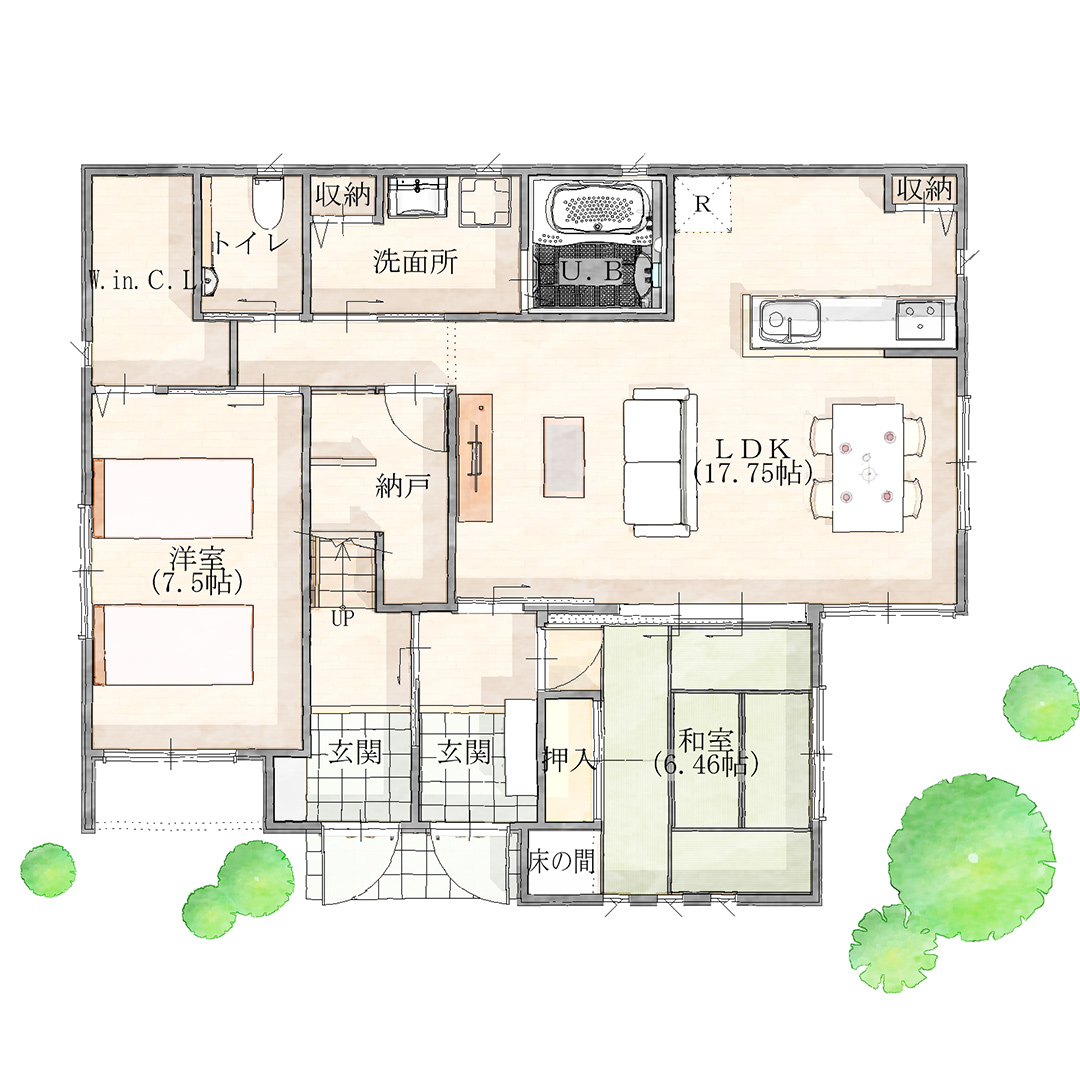 収納
収納
R
トイレ
洗面所
U.B
W.in.C.L
LDK
(17.75帖)
納戸
洋室
(7.5帖)
UP
玄関
玄関
押入
和室
(6.46帖)
床の間